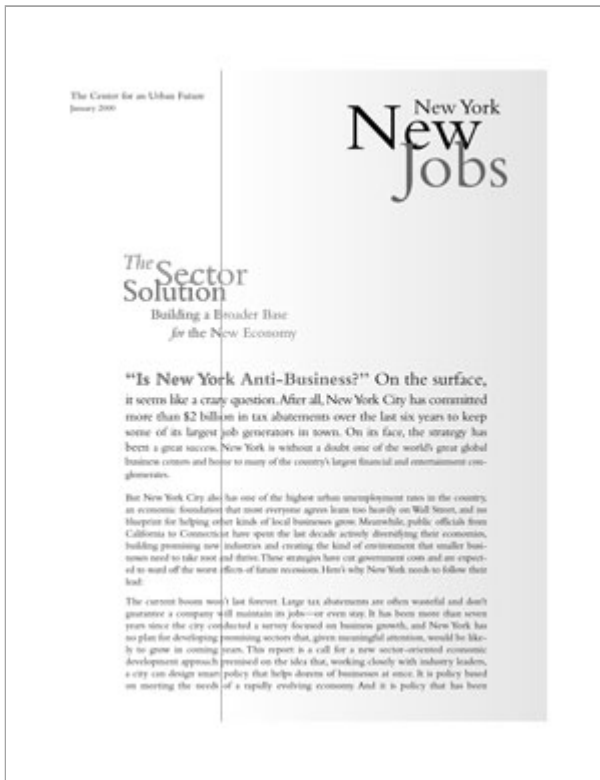 The Center for an Urban Future
January 2000
New York
New
Jobs
The Sector
Solution
Building a Broader Base
for the New Economy
“Is New York Anti-Business?” On the surface,
it seems like a crazy question. After all, New York City has committed
more than $2 billion in tax abatements over the last six years to keep
some of its largest job generators in town. On its face, the strategy has
been a great success. New York is without a doubt one of the world’s great global
business centers and home to many of the country’s largest financial and entertainment con-
glomerates.
But New York City also has one of the highest urban unemployment rates in the country,
an economic foundation that most everyone agrees leans too heavily on Wall Street, and no
blueprint for helping other kinds of local businesses grow. Meanwhile, public officials from
California to Connecticut have spent the last decade actively diversifying their economies,
building promising new industries and creating the kind of environment that smaller busi-
nesses need to take root and thrive. These strategies have cut government costs and are expect-
ed to ward off the worst effects of future recessions. Here’s why New York needs to follow their
lead:
The current boom won’t last forever. Large tax abatements are often wasteful and don’t
guarantee a company will maintain its jobs—or even stay. It has been more than seven
years since the city conducted a survey focused on business growth, and New York has
no plan for developing promising sectors that, given meaningful attention, would be like-
ly to grow in coming years. This report is a call for a new sector-oriented economic
development approach premised on the idea that, working closely with industry leaders,
a city can design smart policy that helps dozens of businesses at once. It is policy based
on meeting the needs of a rapidly evolving economy. And it is policy that has been